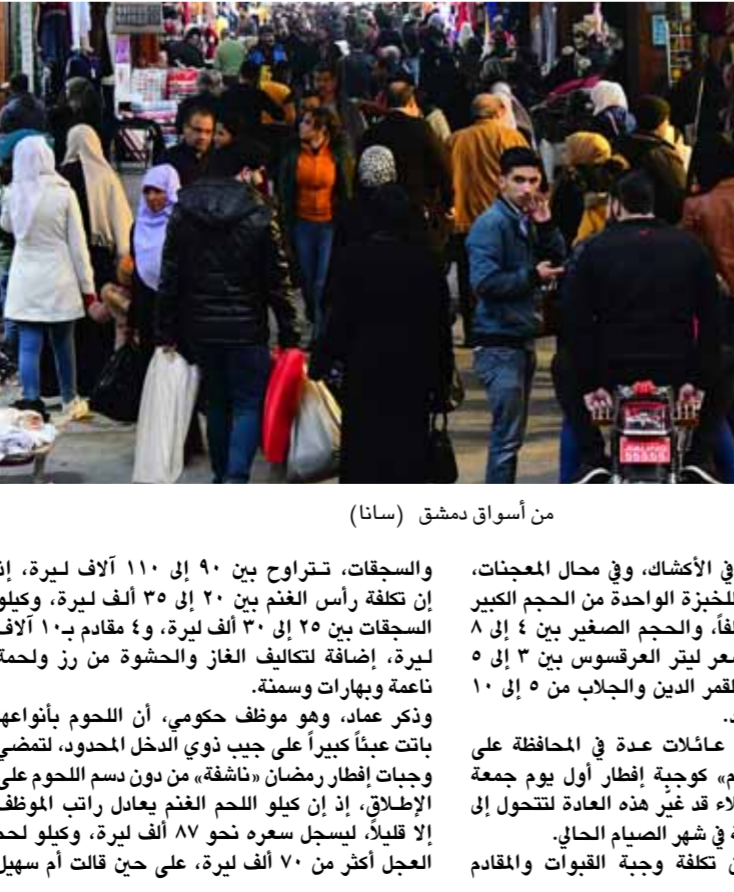 من أسواق دمشق (سانا)
في الأكشاك، وفي محال المعجنات،
للخبزة الواحدة من الحجم الكبير
لفاً، والحجم الصغير بين ٤ إلى ٨
عر ليتر العرقسوس بين ٣ إلى ٥
لقمر الدين والجلاب من ٥ إلى ١٠
د.
عائلات عدة في المحافظة على
م» كوجبة إفطار أول يوم جمعة
لاء قد غيّر هذه العادة لتتحول إلى
ة في شهر الصيام الحالي.
ن تكلفة وجبة القبوات والمقادم
والسجقات، تتراوح بين ٩٠ إلى ١١٠ آلاف ليرة، إذ
إن تكلفة رأس الغنم بين ٢٠ إلى ٣٥ ألف ليرة، وكيلو
السجقات بين ٢٥ إلى ٣٠ ألف ليرة، و٤ مقادم بـ١٠ آلاف
ليرة، إضافة لتكاليف الغاز والحشوة من رز ولحمة
ناعمة وبهارات وسمنة.
وذكر عماد، وهو موظف حكومي، أن اللحوم بأنواعها
باتت عبئاً كبيراً على جيب ذوي الدخل المحدود، لتمضي
وجبات إفطار رمضان «ناشفة» من دون دسم اللحوم على
الإطلاق، إذ إن كيلو اللحم الغنم يعادل راتب الموظف
إلا قليلاً، ليسجل سعره نحو ٨٧ ألف ليرة، وكيلو لحم
العجل أكثر من ٧٠ ألف ليرة، على حين قالت أم سهيل